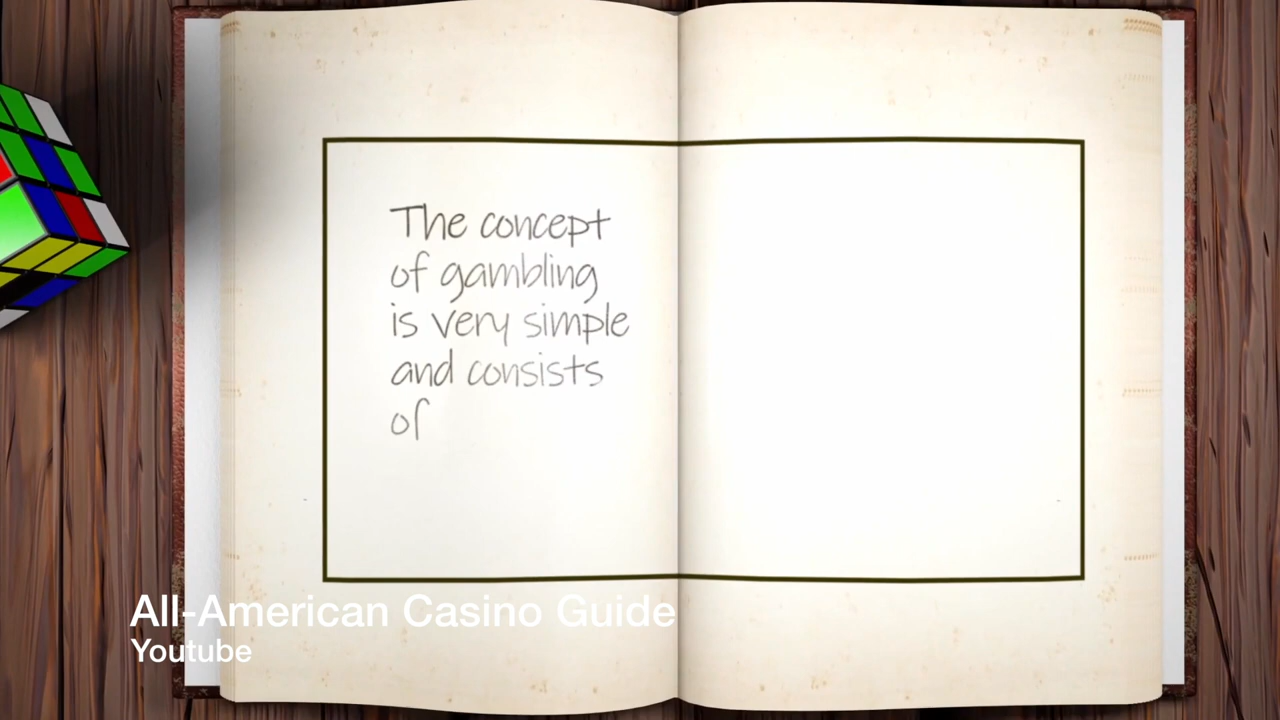 The concept
of gambling
is very simple
and consists
of
All-American Casino Guide
Youtube